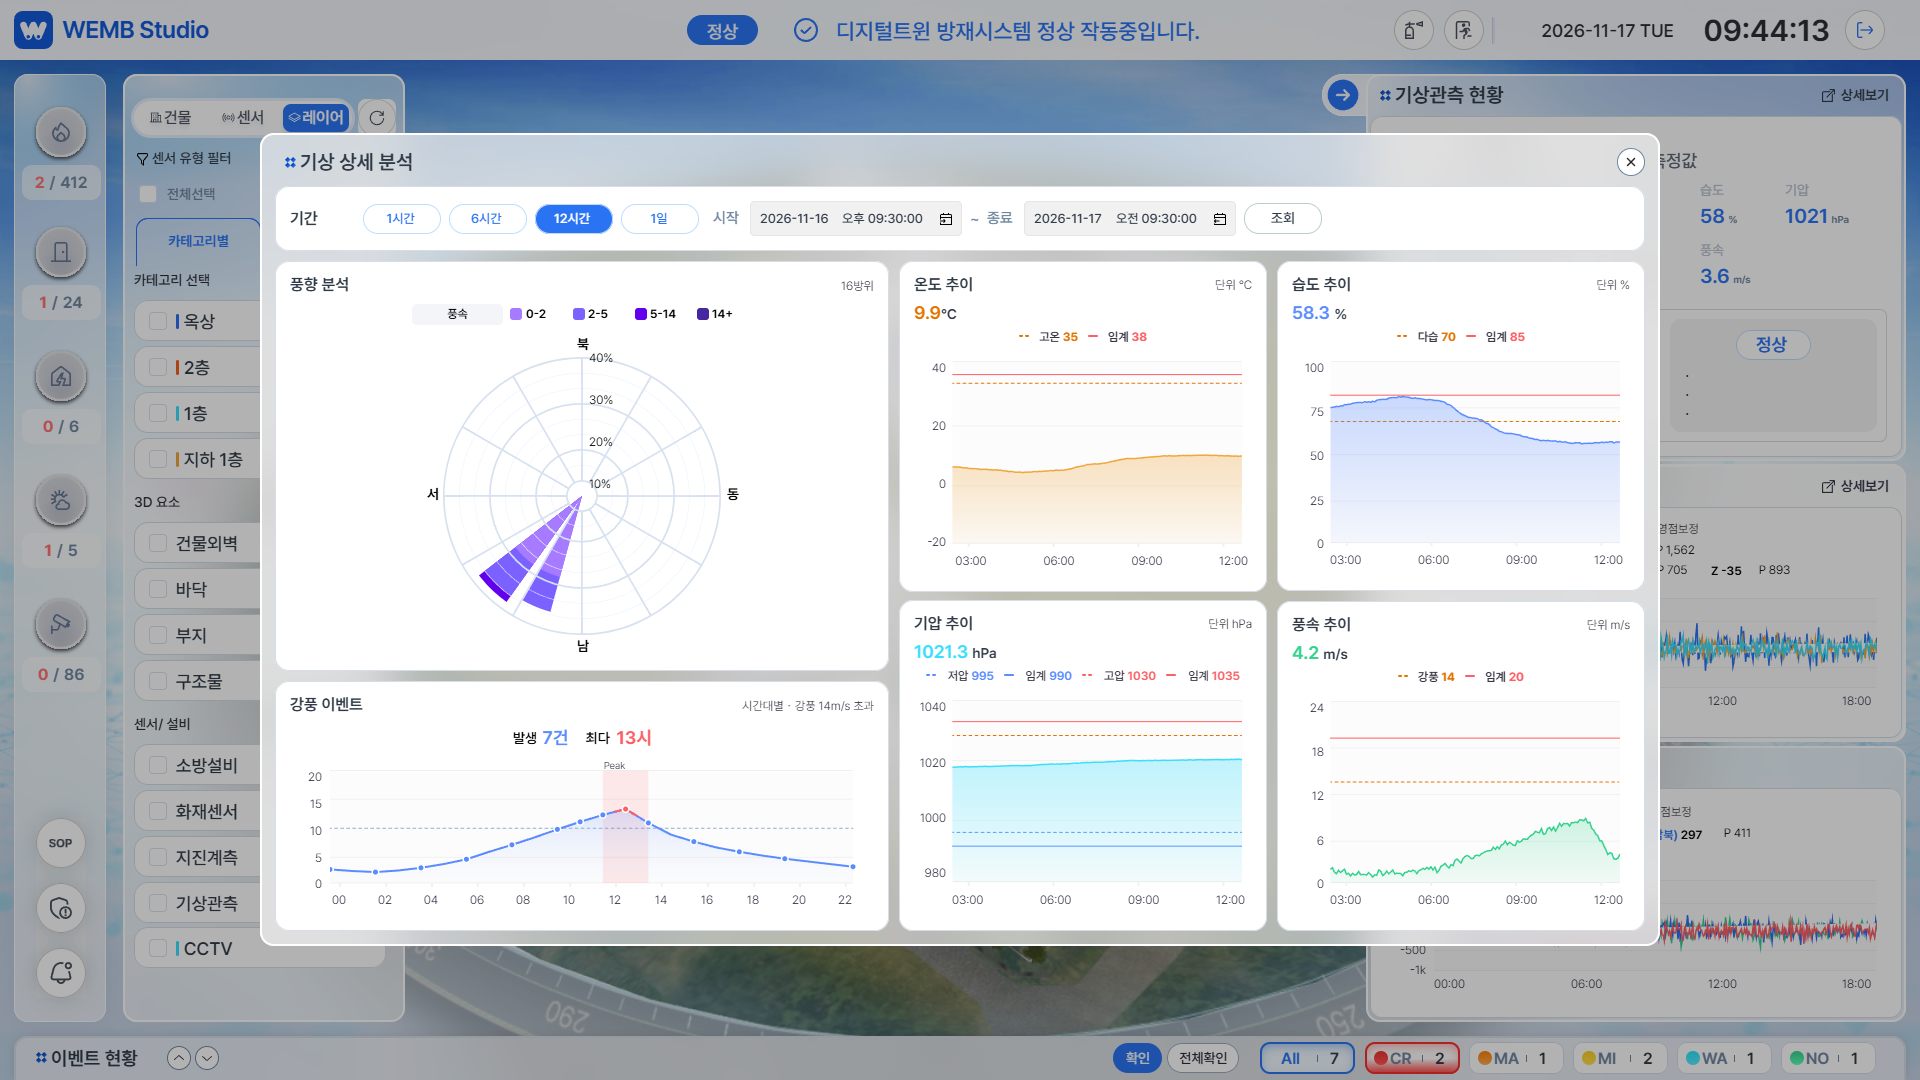 WEMB Studio
정상
디지털트윈 방재시스템 정상 작동중입니다.
2026-11-17 TUE
09:44:13
2 / 412
1 / 24
0 / 6
1 / 5
0 / 86
SOP
건물
센서
레이어
센서 유형 필터
전체선택
카테고리별
카테고리 선택
옥상
2층
1층
지하 1층
3D 요소
건물외벽
바닥
부지
구조물
센서/ 설비
소방설비
화재센서
지진계측
기상관측
CCTV
기상 상세 분석
기간
1시간
6시간
12시간
1일
시작
2026-11-16 오후 09:30:00
~ 종료
2026-11-17 오전 09:30:00
조회
풍향 분석
16방위
풍속
0-2
2-5
5-14
14+
북
40%
30%
20%
10%
서
동
남
강풍 이벤트
시간대별 · 강풍 14m/s 초과
발생 7건 최다 13시
Peak
20
15
10
5
0
00 02 04 06 08 10 12 14 16 18 20 22
온도 추이
단위 °C
9.9°C
고온 35 임계 38
40
20
0
-20
03:00 06:00 09:00 12:00
습도 추이
단위 %
58.3 %
다습 70 임계 85
100
75
50
25
0
03:00 06:00 09:00 12:00
기압 추이
단위 hPa
1021.3 hPa
저압 995 임계 990 고압 1030 임계 1035
1040
1020
1000
980
03:00 06:00 09:00 12:00
풍속 추이
단위 m/s
4.2 m/s
강풍 14 임계 20
24
18
12
6
0
03:00 06:00 09:00 12:00
기상관측 현황
상세보기
측정값
습도
기압
58 %
1021 hPa
풍속
3.6 m/s
정상
상세보기
영점보정
P 1,562
P 705 Z -35 P 893
12:00 18:00
점보정
297 P 411
-500
-1k
00:00 06:00 12:00 18:00
290
250
이벤트 현황
확인
전체확인
All 7
CR 2
MA 1
MI 2
WA 1
NO 1